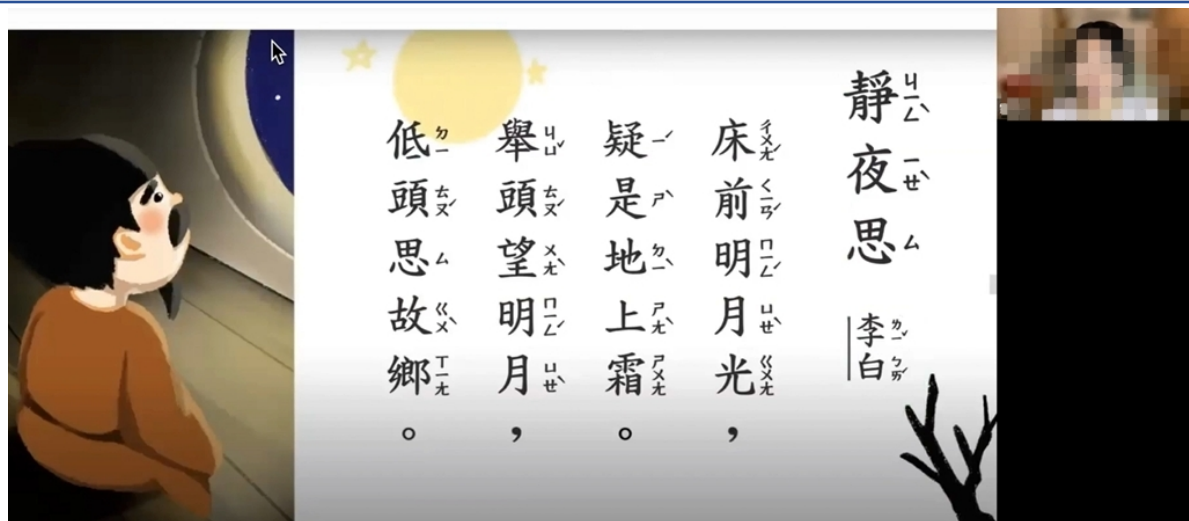 靜夜思
李白
床前明月光，
疑是地上霜。
舉頭望明月，
低頭思故鄉。